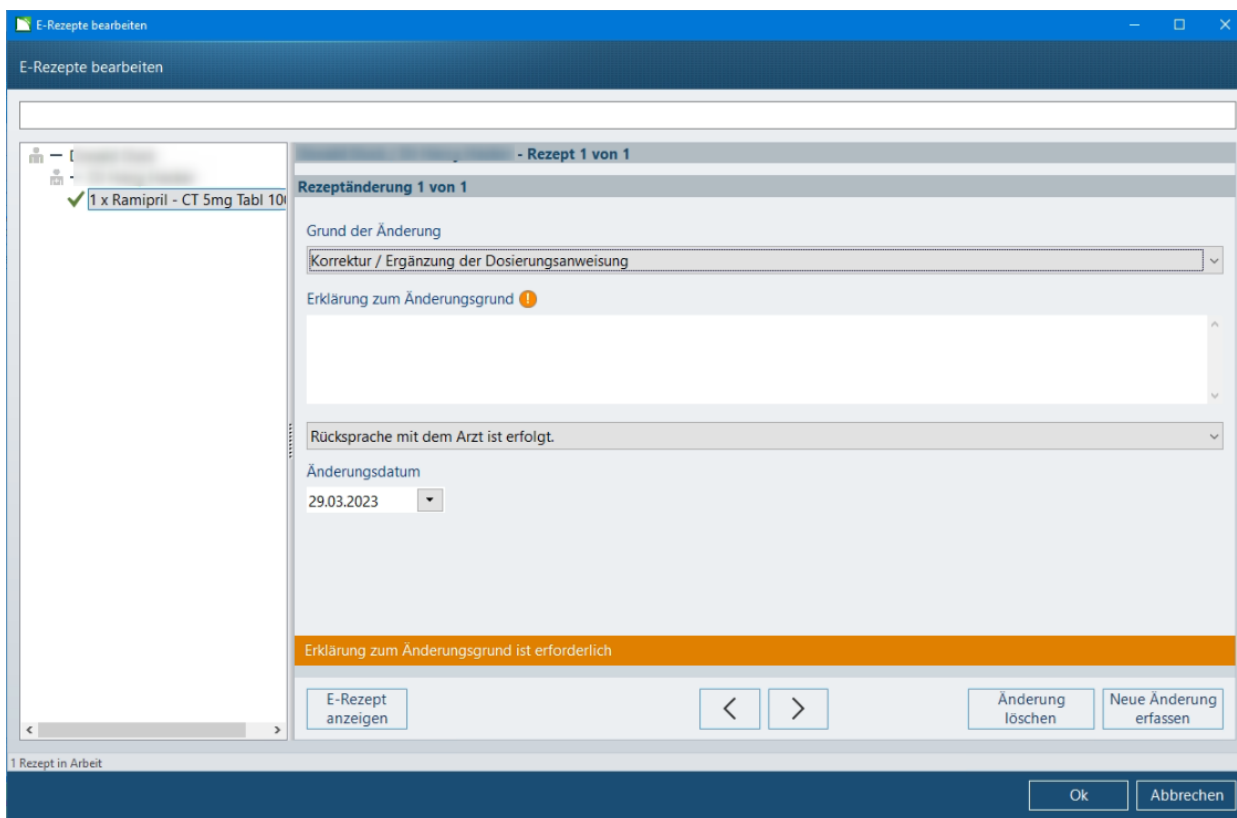 E-Rezepte bearbeiten
E-Rezepte bearbeiten
- Rezept 1 von 1
Rezeptänderung 1 von 1
1 x Ramipril - CT 5mg Tabl 10
Grund der Änderung
Korrektur / Ergänzung der Dosierungsanweisung
Erklärung zum Änderungsgrund
Rücksprache mit dem Arzt ist erfolgt.
Änderungsdatum
29.03.2023
Erklärung zum Änderungsgrund ist erforderlich
E-Rezept
anzeigen
Änderung
löschen
Neue Änderung
erfassen
1 Rezept in Arbeit
Ok
Abbrechen